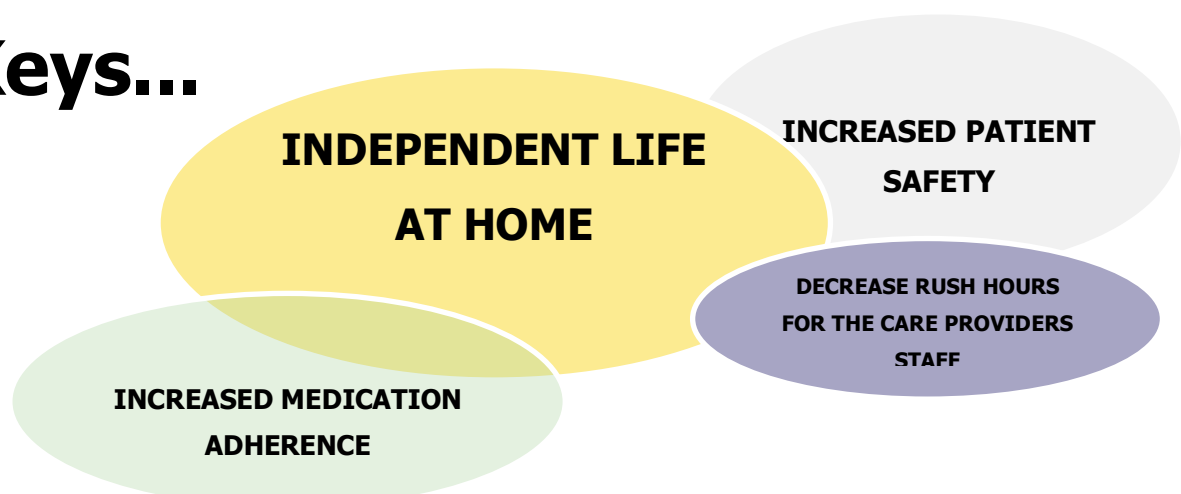 Keys...
INDEPENDENT LIFE
AT HOME
INCREASED PATIENT
SAFETY
DECREASE RUSH HOURS
FOR THE CARE PROVIDERS
STAFF
INCREASED MEDICATION
ADHERENCE